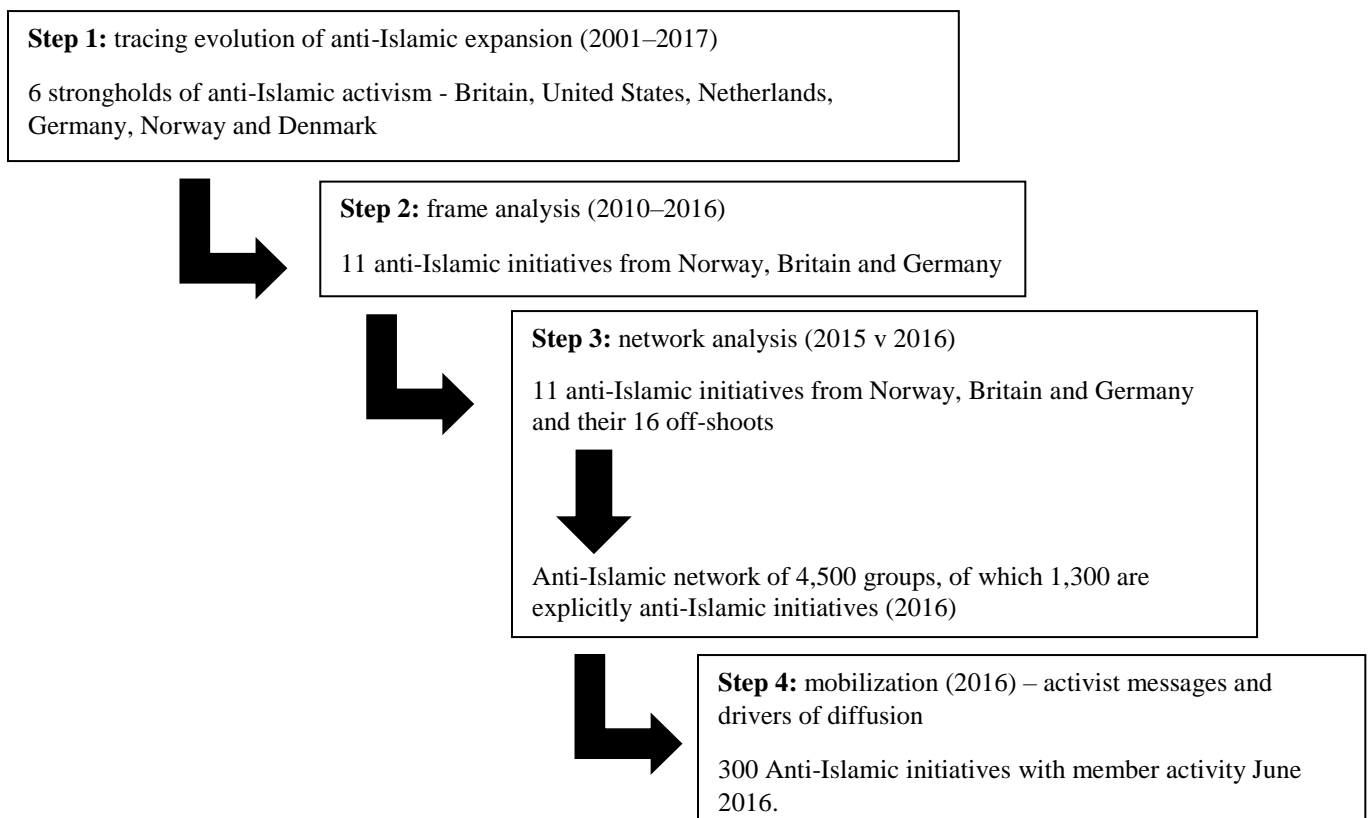 Step 1: tracing evolution of anti-Islamic expansion (2001–2017)
6 strongholds of anti-Islamic activism - Britain, United States, Netherlands,
Germany, Norway and Denmark
Step 2: frame analysis (2010–2016)
11 anti-Islamic initiatives from Norway, Britain and Germany
Step 3: network analysis (2015 v 2016)
11 anti-Islamic initiatives from Norway, Britain and Germany
and their 16 off-shoots
Anti-Islamic network of 4,500 groups, of which 1,300 are
explicitly anti-Islamic initiatives (2016)
Step 4: mobilization (2016) – activist messages and
drivers of diffusion
300 Anti-Islamic initiatives with member activity June
2016.